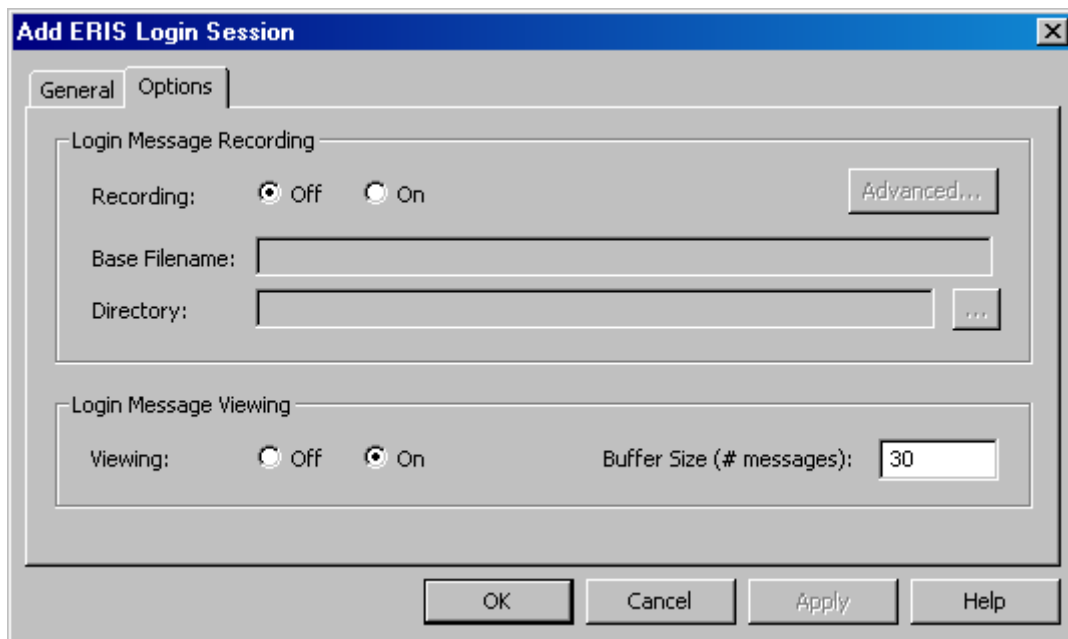 Add ERIS Login Session
General Options
Login Message Recording
Recording: Off On Advanced...
Base Filename:
Directory: ...
Login Message Viewing
Viewing: Off On Buffer Size (# messages): 30
OK Cancel Apply Help